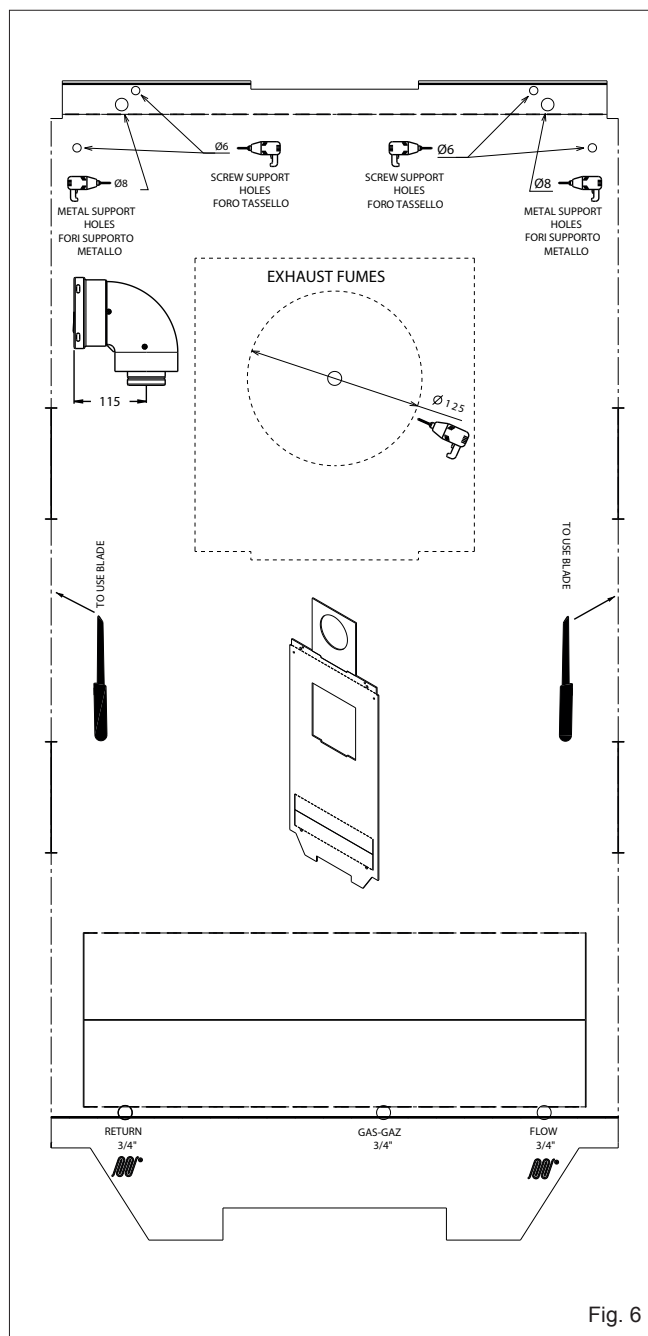 Ø6
Ø8
SCREW SUPPORT
HOLES
FORO TASSELLO
METAL SUPPORT
HOLES
FORI SUPPORTO
METALLO
Ø6
Ø8
SCREW SUPPORT
HOLES
FORO TASSELLO
METAL SUPPORT
HOLES
FORI SUPPORTO
METALLO
EXHAUST FUMES
115
Ø 125
TO USE BLADE
TO USE BLADE
RETURN
3/4"
GAS-GAZ
3/4"
FLOW
3/4"
Fig. 6